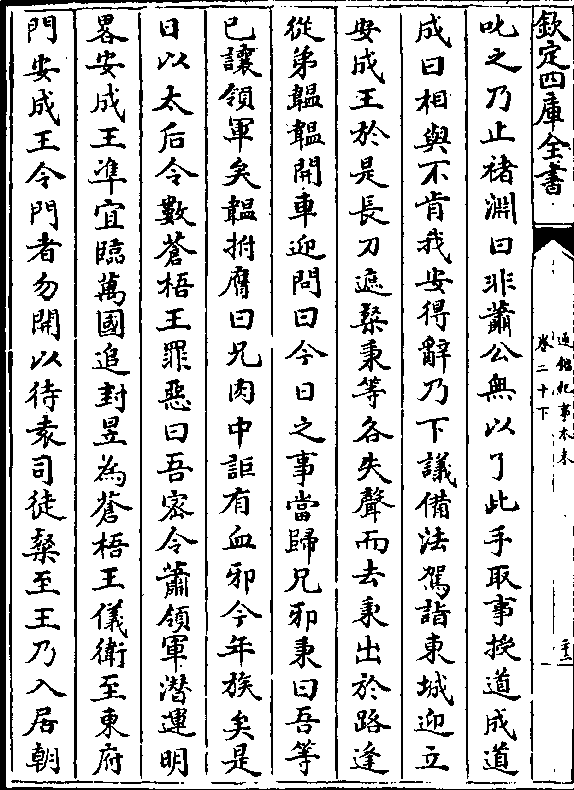 欽定四庫全書
通鑑紀事本末
卷二十下
叱之乃止褚淵曰非蕭公無以了此手取事授道成道
成曰相與不肯我安得辭乃下議備法駕詣東城迎立
安成王於是長刀遮粲秉等各失聲而去秉出於路逢
從弟韞韞開車迎問曰今日之事當歸兄邪秉曰吾等
已讓領軍矣韞拊膺曰兄肉中詎有血邪今年族矣是
日以太后令數蒼梧王罪惡曰吾密令蕭領軍潜運明
畧安成王凖宜臨萬國追封昱為蒼梧王儀衛至東府
門安成王令門者勿開以待袁司徒粲至王乃入居朝